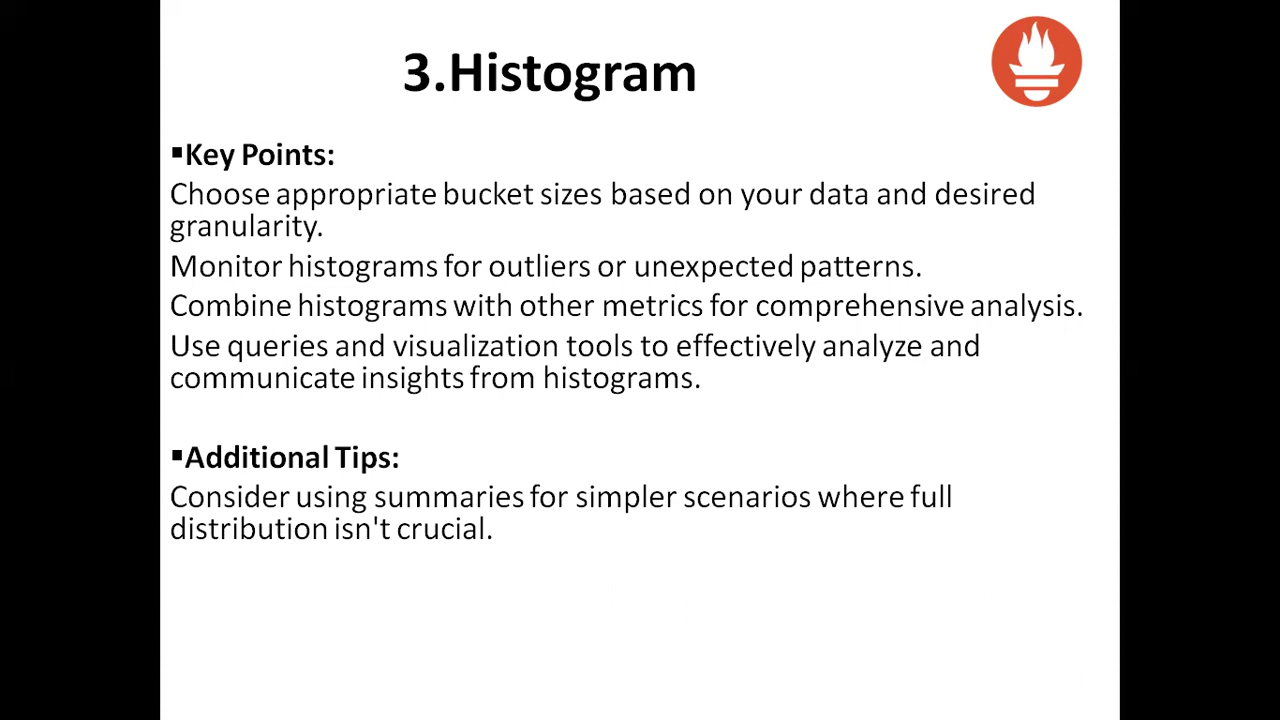 3.Histogram
▪Key Points:
Choose appropriate bucket sizes based on your data and desired
granularity.
Monitor histograms for outliers or unexpected patterns.
Combine histograms with other metrics for comprehensive analysis.
Use queries and visualization tools to effectively analyze and
communicate insights from histograms.
▪Additional Tips:
Consider using summaries for simpler scenarios where full
distribution isn't crucial.